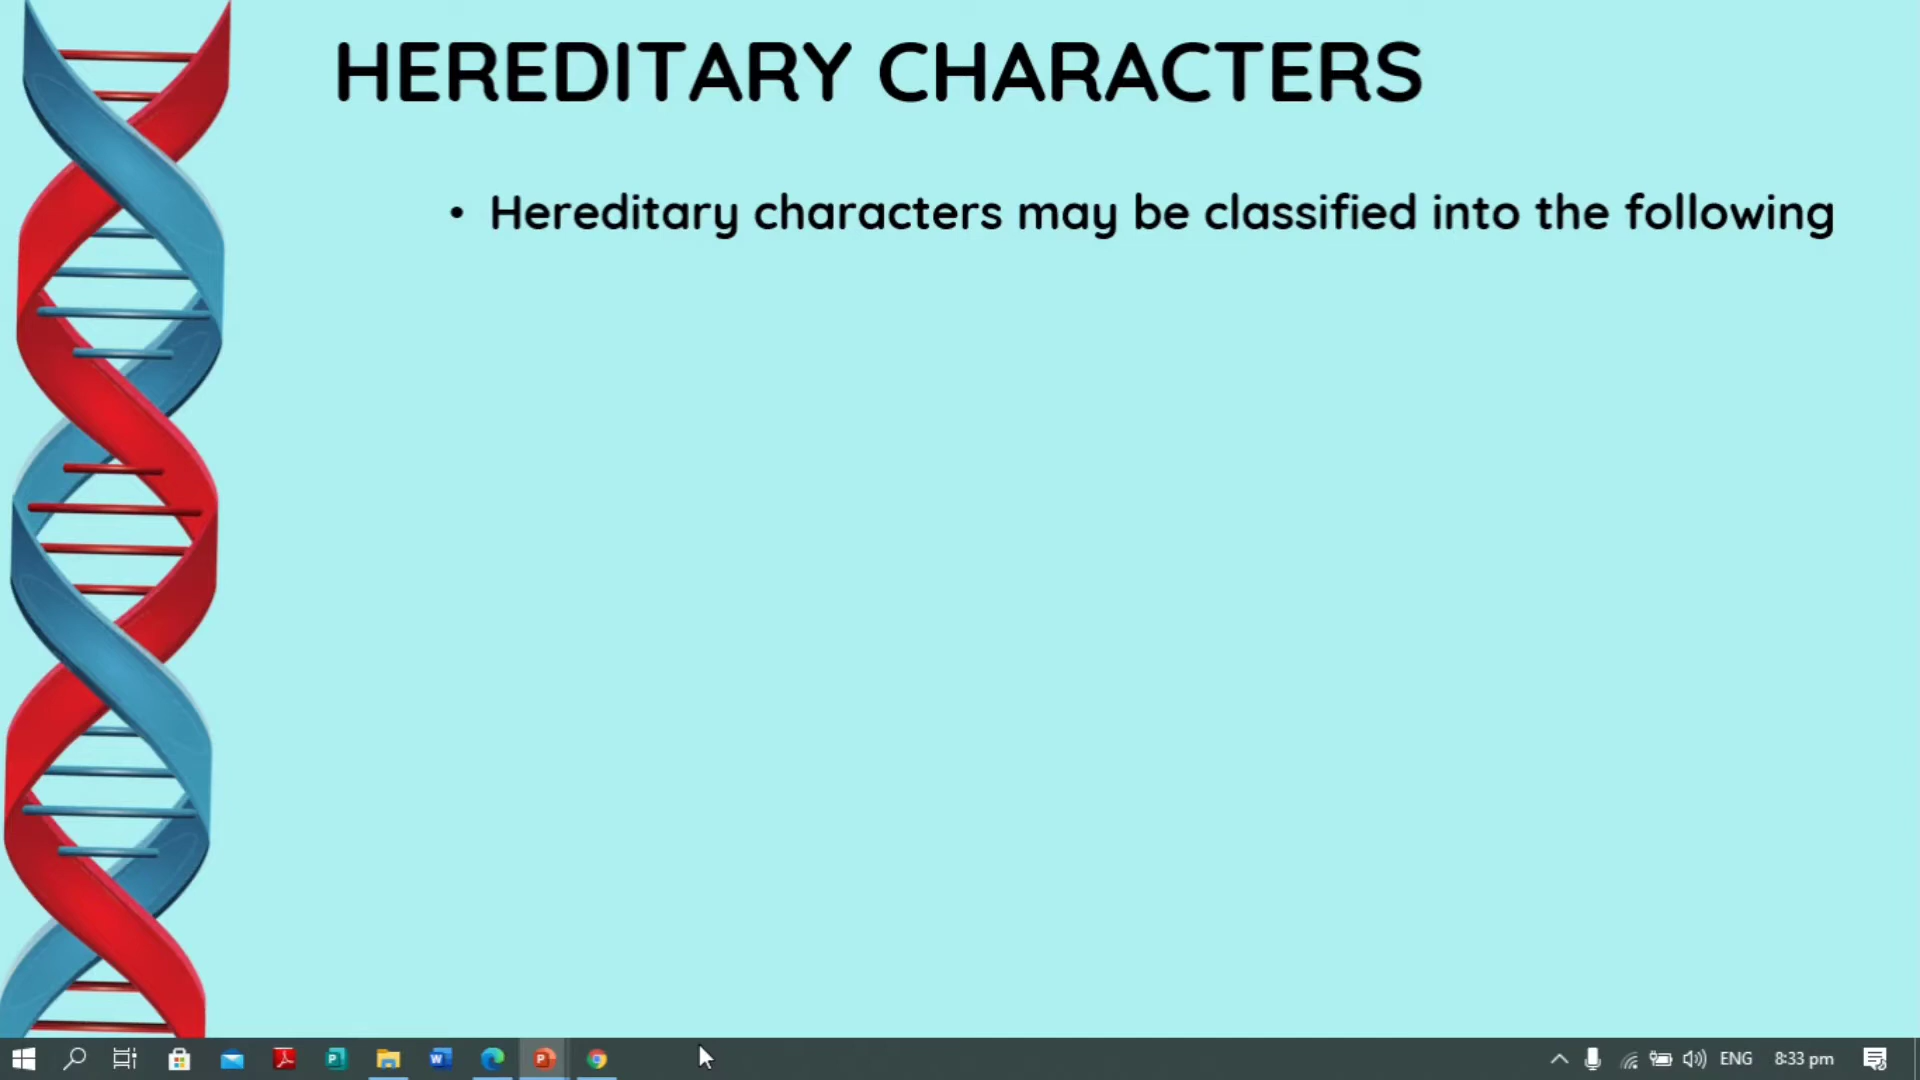 HEREDITARY CHARACTERS
• Hereditary characters may be classified into the following
ENG 8:33 pm